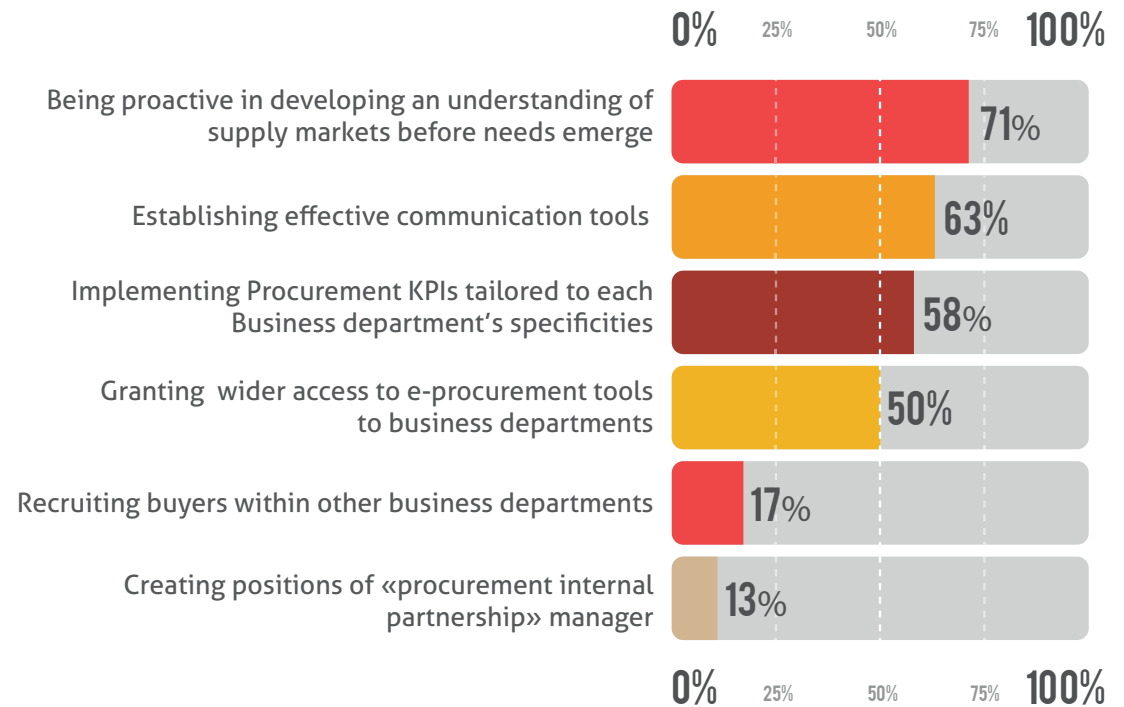 0% 25% 50% 75% 100%
Being proactive in developing an understanding of
supply markets before needs emerge
71%
Establishing effective communication tools
63%
Implementing Procurement KPIs tailored to each
Business department’s specificities
58%
Granting  wider access to e-procurement tools
to business departments
50%
Recruiting buyers within other business departments
17%
Creating positions of «procurement internal
partnership» manager
13%
0% 25% 50% 75% 100%